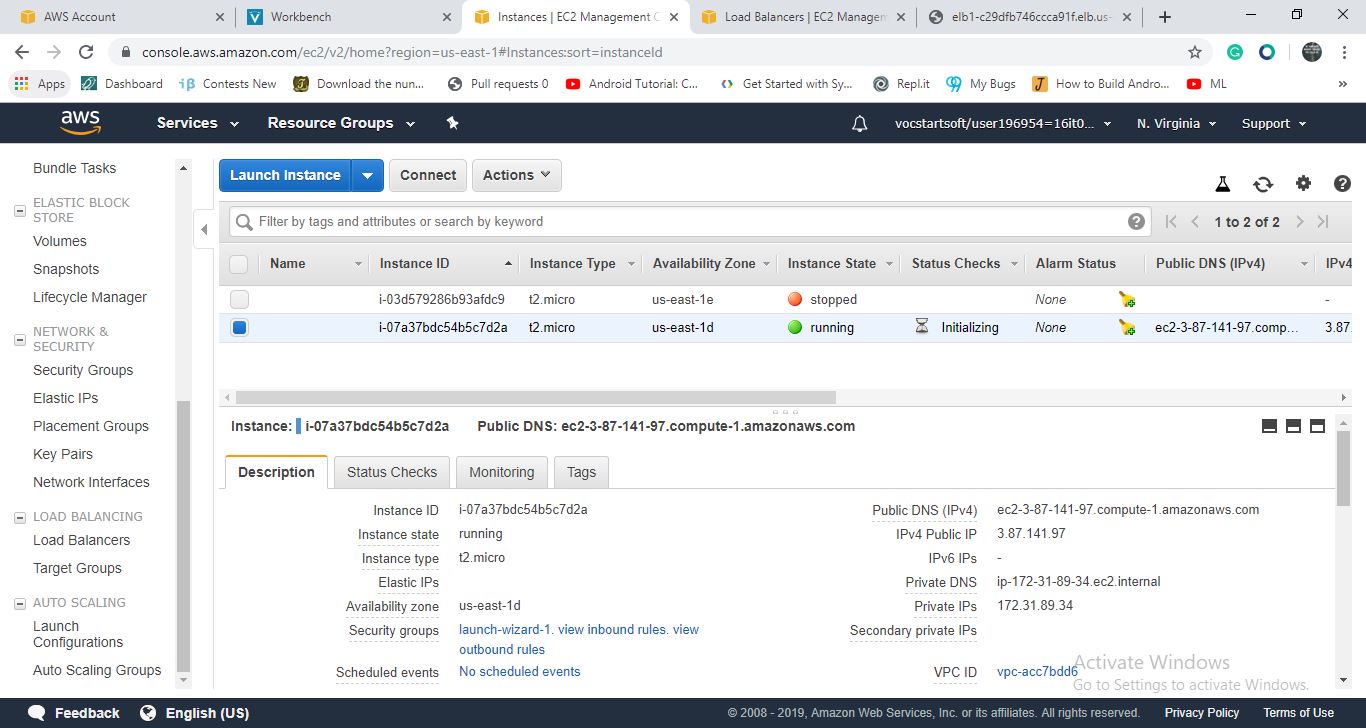 AWS Account
Workbench
Instances | EC2 Management C
Load Balancers | EC2 Managem
elb1-c29dfb746ccca91f.elb.us-
console.aws.amazon.com/ec2/v2/home?region=us-east-1#Instances:sort=instanceId
Apps
Dashboard
Contests New
Download the nun...
Pull requests 0
Android Tutorial: C...
Get Started with Sy...
Repl.it
My Bugs
How to Build Andro...
ML
»
aws
Services
Resource Groups
vocstartsoft/user196954=16it0...
N. Virginia
Support
Bundle Tasks
ELASTIC BLOCK
STORE
Volumes
Snapshots
Lifecycle Manager
NETWORK &
SECURITY
Security Groups
Elastic IPs
Placement Groups
Key Pairs
Network Interfaces
LOAD BALANCING
Load Balancers
Target Groups
AUTO SCALING
Launch
Configurations
Auto Scaling Groups
Launch Instance
Connect
Actions
Filter by tags and attributes or search by keyword
1 to 2 of 2
Name Instance ID Instance Type Availability Zone Instance State Status Checks Alarm Status Public DNS (IPv4) IPv4
i-03d579286b93afdc9 t2.micro us-east-1e stopped None -
i-07a37bdc54b5c7d2a t2.micro us-east-1d running Initializing None ec2-3-87-141-97.comp... 3.87.
Instance: i-07a37bdc54b5c7d2a Public DNS: ec2-3-87-141-97.compute-1.amazonaws.com
Description
Status Checks
Monitoring
Tags
Instance ID i-07a37bdc54b5c7d2a
Instance state running
Instance type t2.micro
Elastic IPs
Availability zone us-east-1d
Security groups launch-wizard-1. view inbound rules. view
outbound rules
Scheduled events No scheduled events
Public DNS (IPv4) ec2-3-87-141-97.compute-1.amazonaws.com
IPv4 Public IP 3.87.141.97
IPv6 IPs -
Private DNS ip-172-31-89-34.ec2.internal
Private IPs 172.31.89.34
Secondary private IPs
VPC ID vpc-acc7bdd6
Activate Windows
Go to Settings to activate Windows.
Feedback
English (US)
© 2008 - 2019, Amazon Web Services, Inc. or its affiliates. All rights reserved.
Privacy Policy
Terms of Use